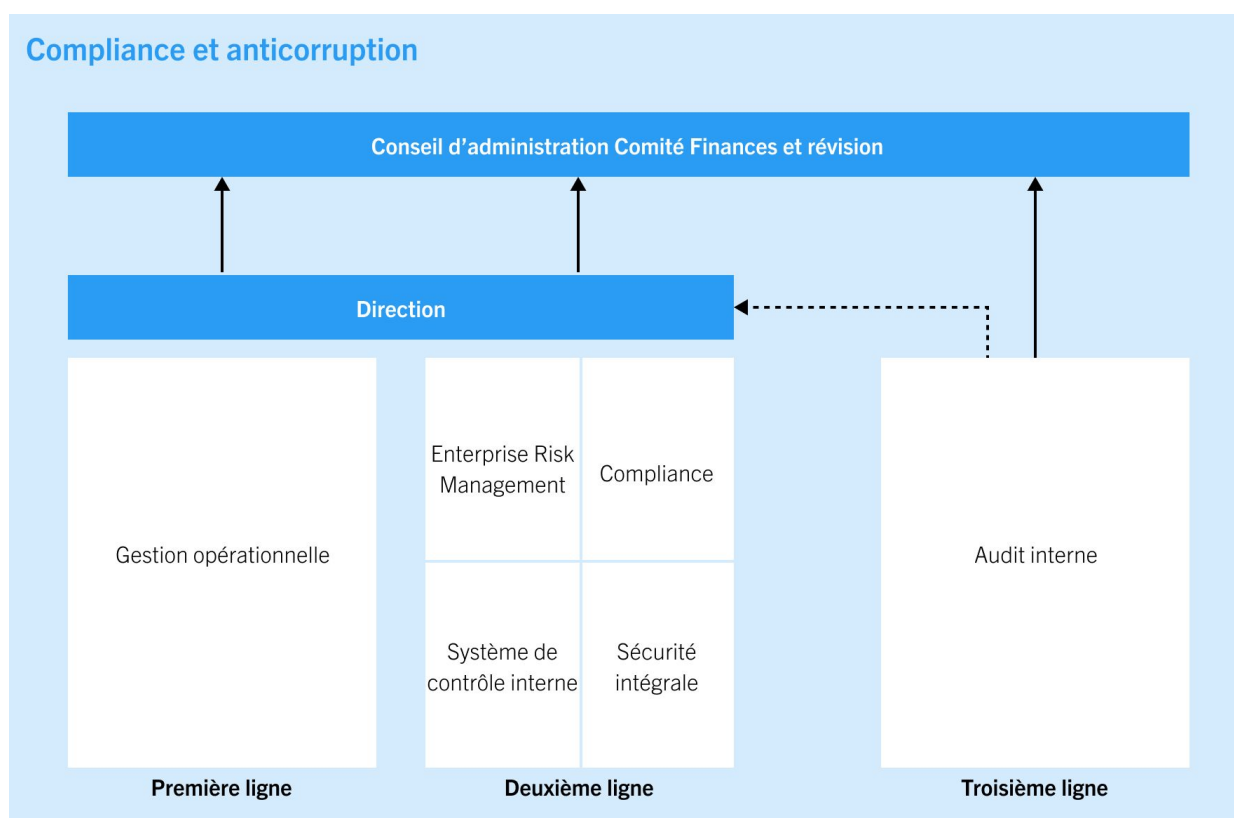 Compliance et anticorruption
Conseil d’administration Comité Finances et révision
Direction
Gestion opérationnelle
Enterprise Risk
Management
Compliance
Système de
contrôle interne
Sécurité
intégrale
Audit interne
Première ligne
Deuxième ligne
Troisième ligne